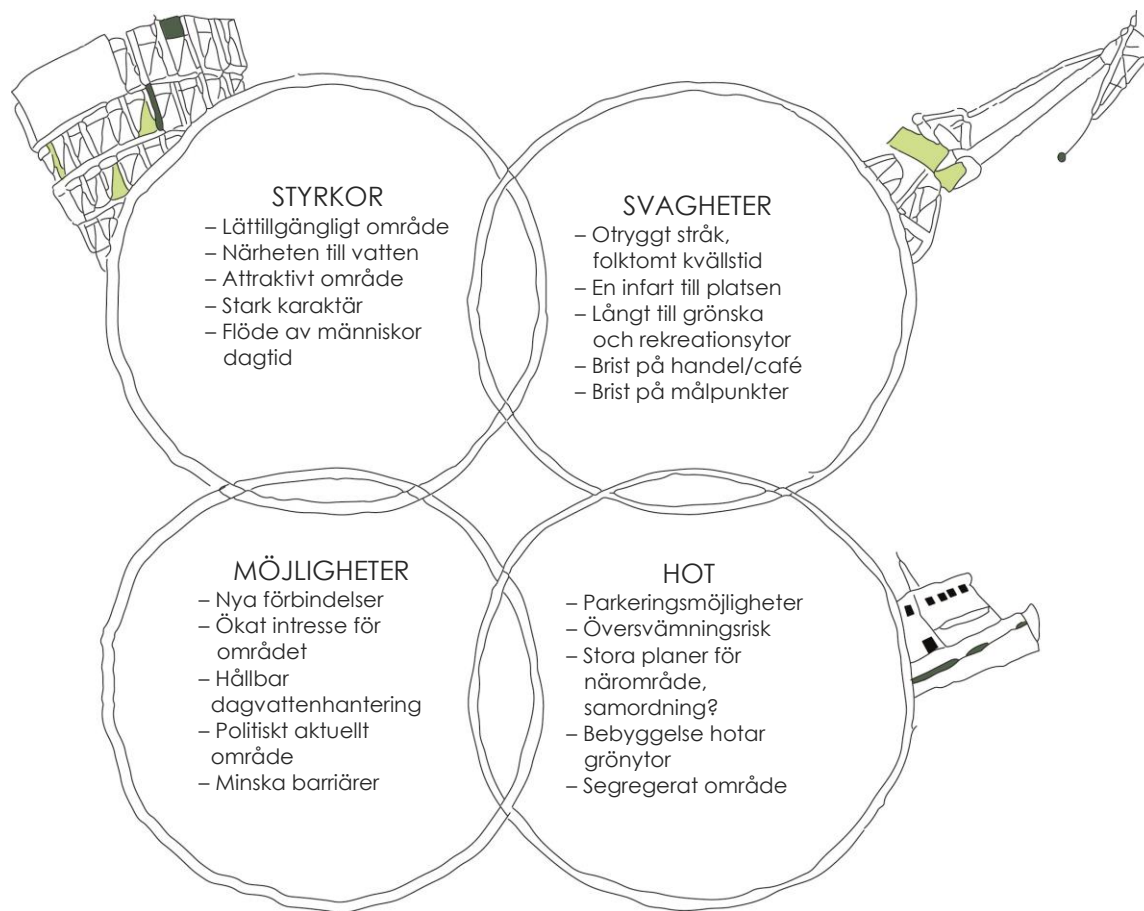 STYRKOR
– Lättillgängligt område
– Närheten till vatten
– Attraktivt område
– Stark karaktär
– Flöde av människor
dagtid
SVAGHETER
– Otryggt stråk,
folktomt kvällstid
– En infart till platsen
– Långt till grönska
och rekreationsytor
– Brist på handel/café
– Brist på målpunkter
MÖJLIGHETER
– Nya förbindelser
– Ökat intresse för
området
– Hållbar
dagvattenhantering
– Politiskt aktuellt
område
– Minska barriärer
HOT
– Parkeringsmöjligheter
– Översvämningsrisk
– Stora planer för
närområde,
samordning?
– Bebyggelse hotar
grönytor
– Segregerat område